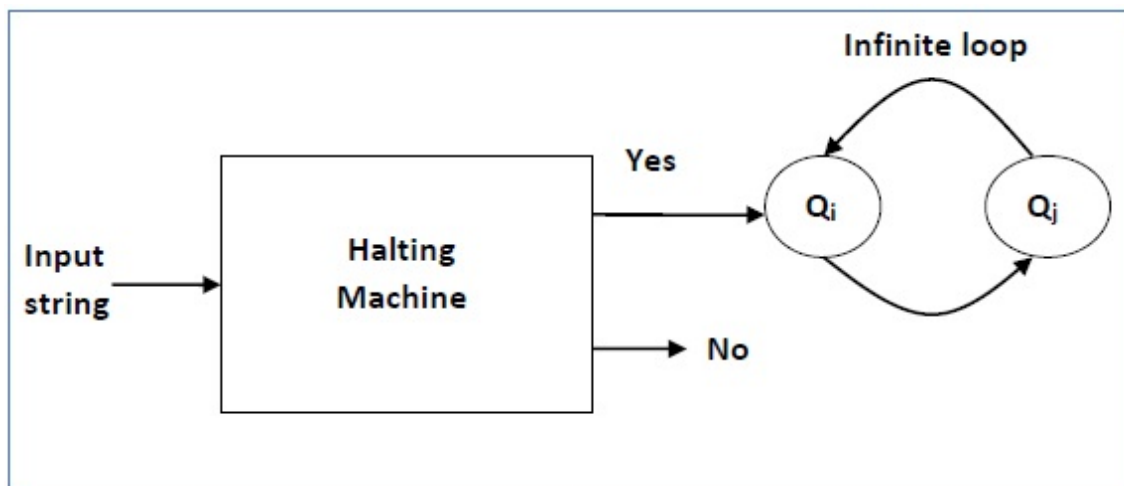 Infinite loop
Yes
Qi
Qj
Input
string
Halting
Machine
No